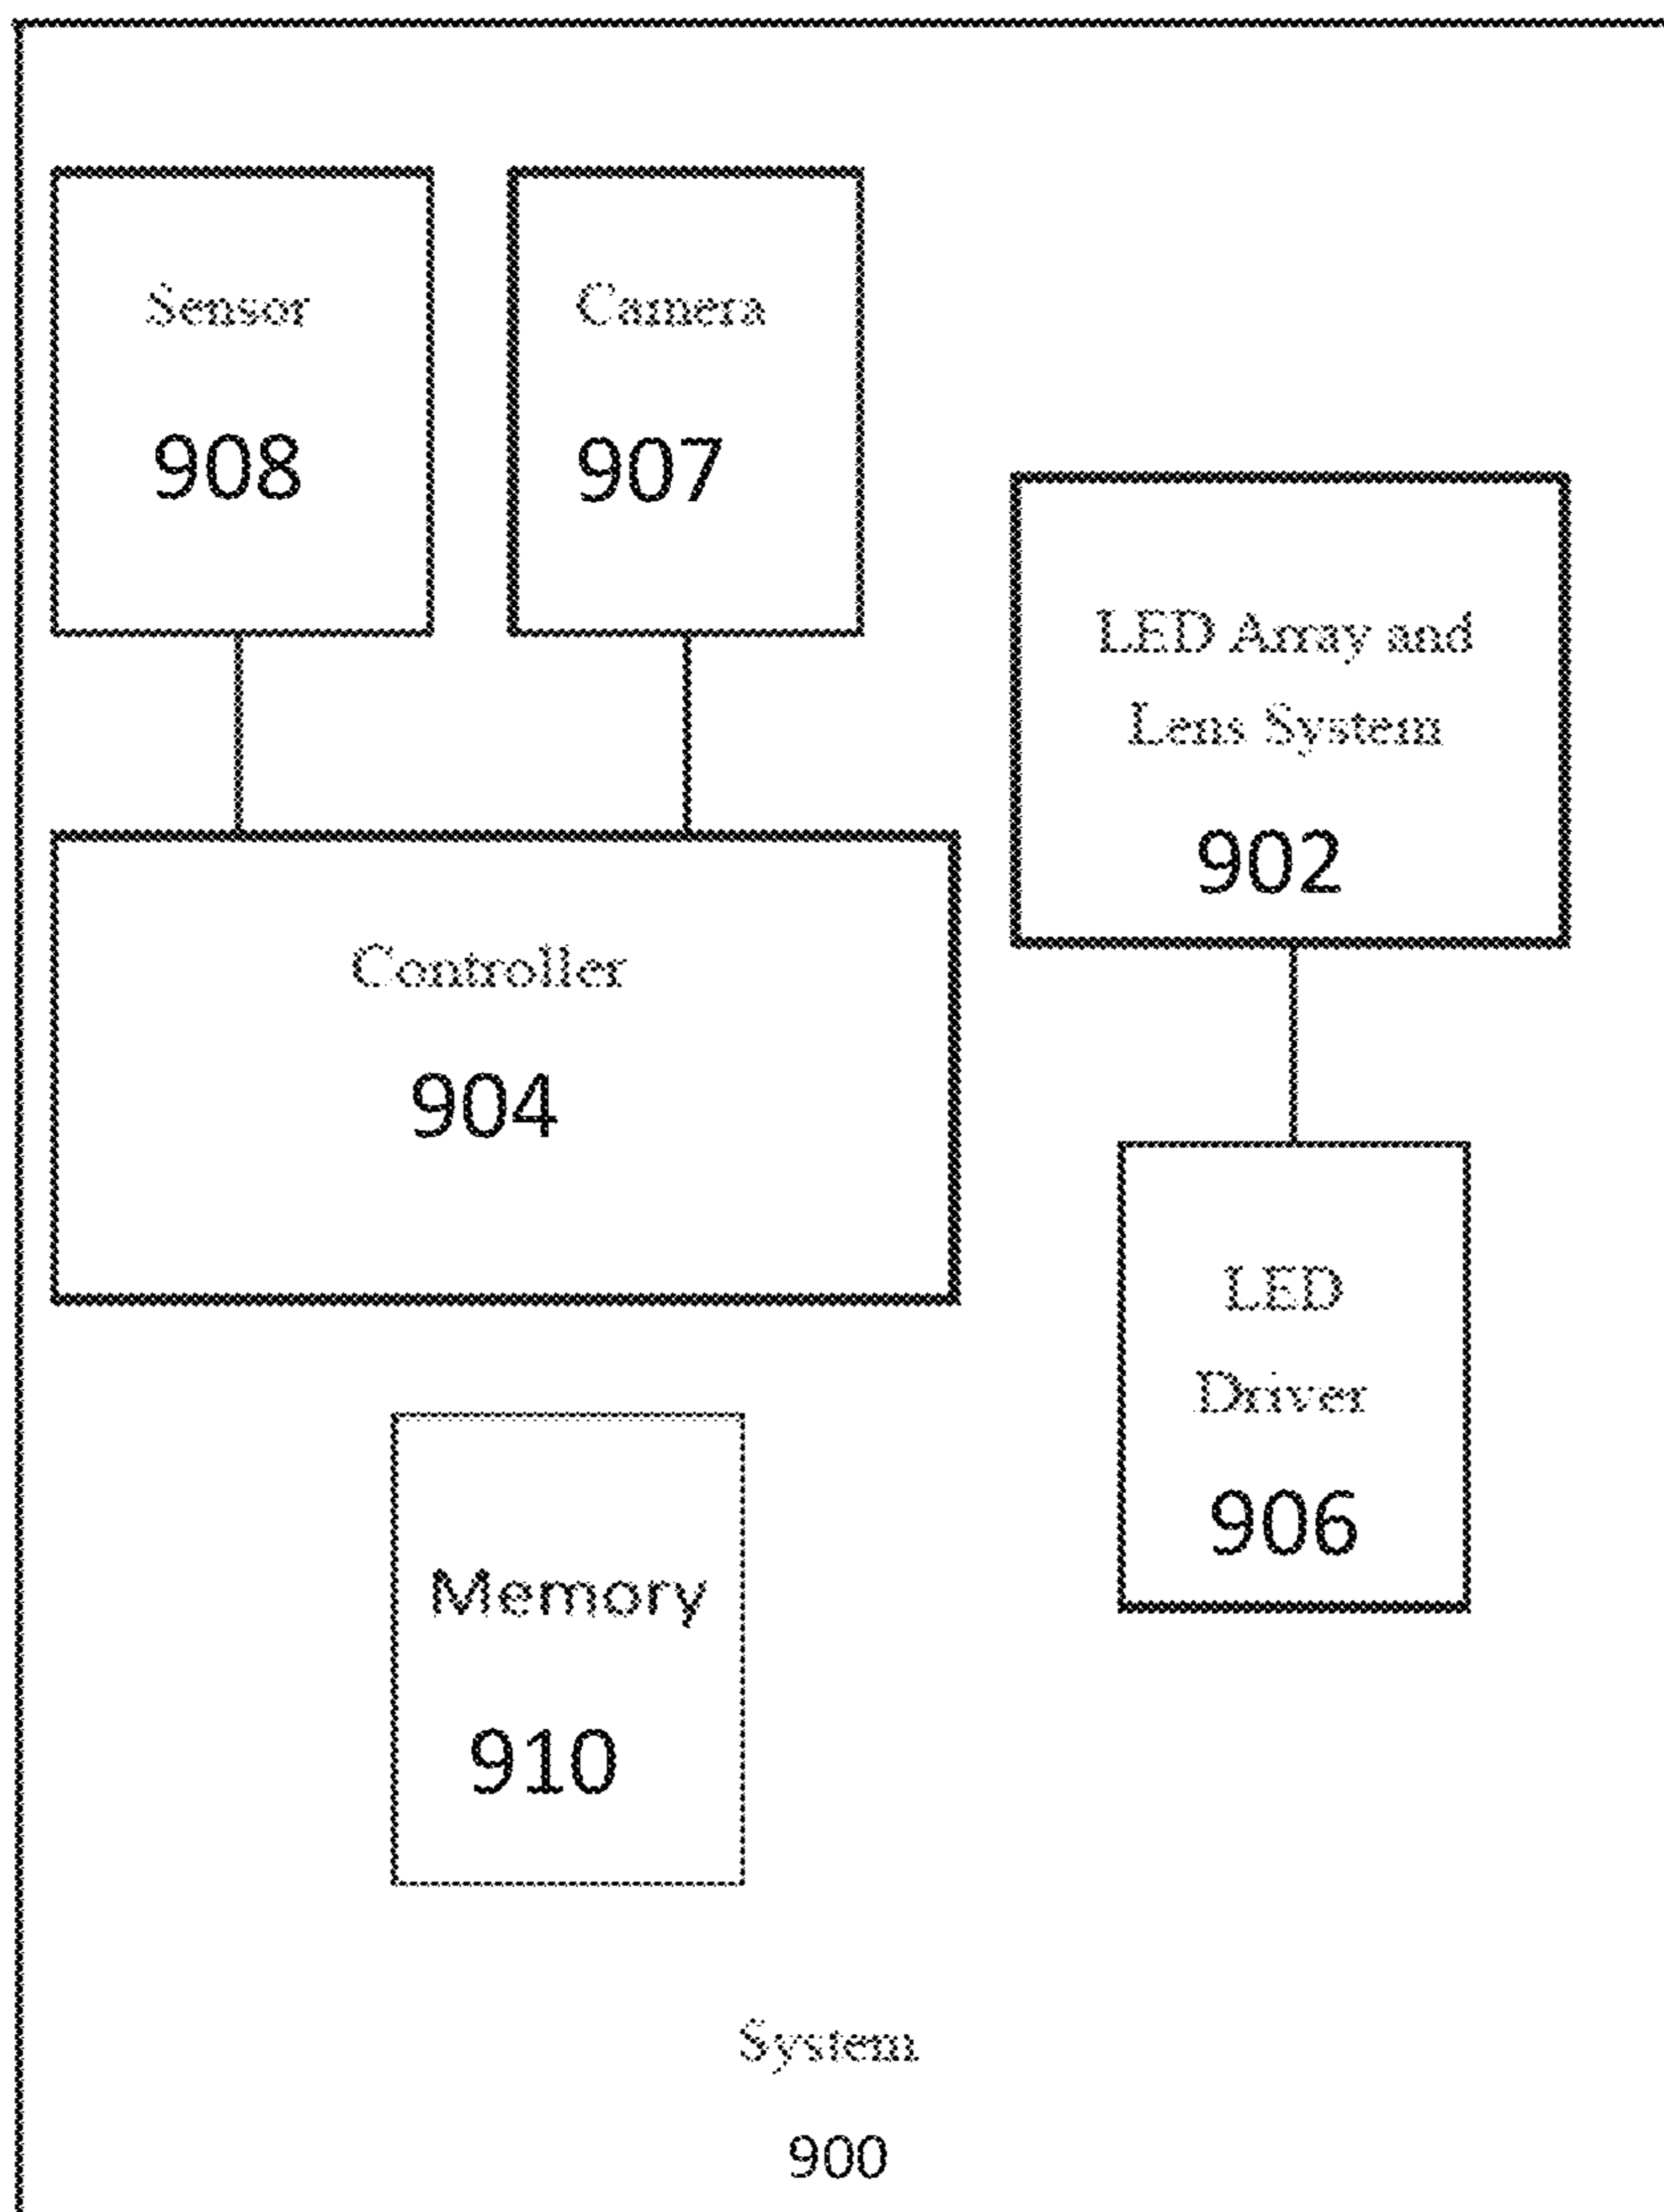 Sensor
908
Camera
907
LED Array and
Lens System
902
Controller
904
LED
Driver
906
Memory
910
System
900